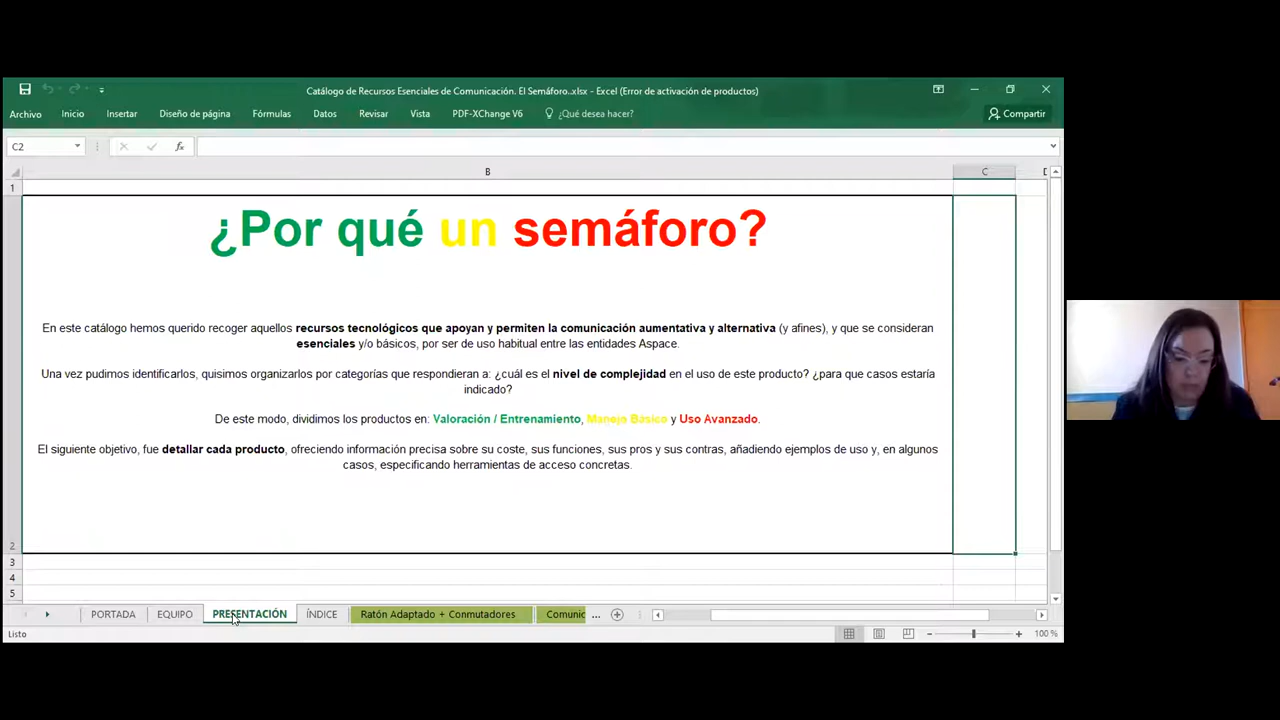 Catálogo de Recursos Esenciales de Comunicación. El Semáforo..xlsx - Excel (Error de activación de productos)
Archivo Inicio Insertar Diseño de página Fórmulas Datos Revisar Vista PDF-XChange V6 ¿Qué desea hacer? Compartir
C2 fx
B C D
1
¿Por qué un semáforo?
En este catálogo hemos querido recoger aquellos recursos tecnológicos que apoyan y permiten la comunicación aumentativa y alternativa (y afines), y que se consideran
esenciales y/o básicos, por ser de uso habitual entre las entidades Aspace.
Una vez pudimos identificarlos, quisimos organizarlos por categorías que respondieran a: ¿cuál es el nivel de complejidad en el uso de este producto? ¿para que casos estaría
indicado?
De este modo, dividimos los productos en: Valoración / Entrenamiento, Manejo Básico y Uso Avanzado.
El siguiente objetivo, fue detallar cada producto, ofreciendo información precisa sobre su coste, sus funciones, sus pros y sus contras, añadiendo ejemplos de uso y, en algunos
casos, especificando herramientas de acceso concretas.
2
3
4
5
PORTADA EQUIPO PRESENTACIÓN ÍNDICE Ratón Adaptado + Conmutadores Comunic ...
Listo 100 %